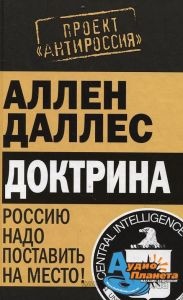 ПРОЕКТ
«АНТИРОССИЯ»
АЛЛЕН
ДАЛЛЕС
ДОКТРИНА
РОССИЮ
НАДО
ПОСТАВИТЬ
НА МЕСТО!
CENTRAL INTELLIGENCE
Аудио
Планета